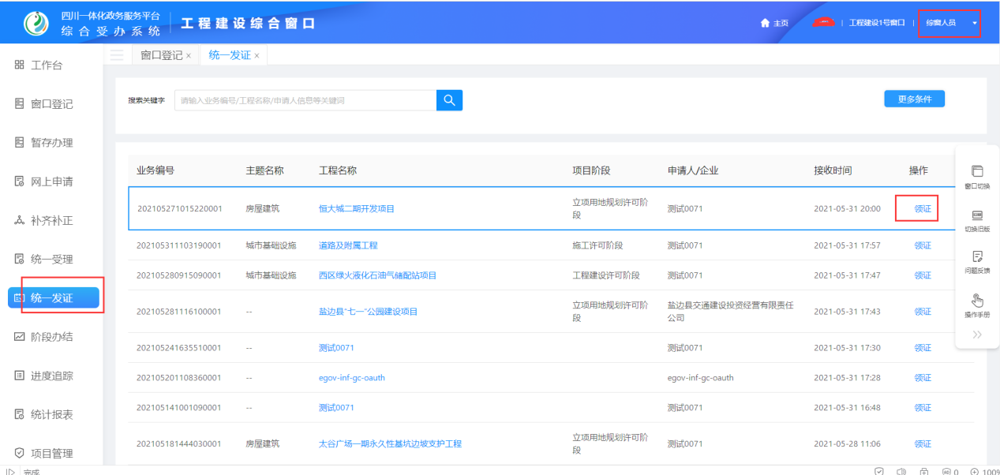 四川一体化政务服务平台
综合受办系统
工程建设综合窗口
主页
工程建设1号窗口
综窗人员
工作台
窗口登记
暂存办理
网上申请
补齐补正
统一受理
统一发证
阶段办结
进度追踪
统计报表
项目管理
窗口登记 ×
统一发证 ×
搜索关键字
请输入业务编号/工程名称/申请人信息等关键词
更多条件
业务编号 主题名称 工程名称 项目阶段 申请人/企业 接收时间 操作
202105271015220001 房屋建筑 恒大城二期开发项目 立项用地规划许可阶
段 测试0071 2021-05-31 20:00 领证
202105311103190001 城市基础设施 道路及附属工程 施工许可阶段 测试0071 2021-05-31 17:57 领证
202105280915090001 城市基础设施 西区绿火液化石油气储配站项目 工程建设许可阶段 测试0071 2021-05-31 17:47 领证
202105281116100001 -- 盐边县"七一"公园建设项目 立项用地规划许可阶
段 盐边县交通建设投资经营有限责任
公司 2021-05-31 17:43 领证
202105241635510001 -- 测试0071 测试0071 2021-05-31 17:30 领证
202105201108360001 -- egov-inf-gc-oauth egov-inf-gc-oauth 2021-05-31 17:28 领证
202105141001090001 -- 测试0071 测试0071 2021-05-31 16:48 领证
202105181444030001 房屋建筑 太谷广场一期永久性基坑边坡支护工程 立项用地规划许可阶
段 测试0071 2021-05-28 11:06 领证
窗口切换
切换旧版
问题反馈
操作手册
完成
0
100%